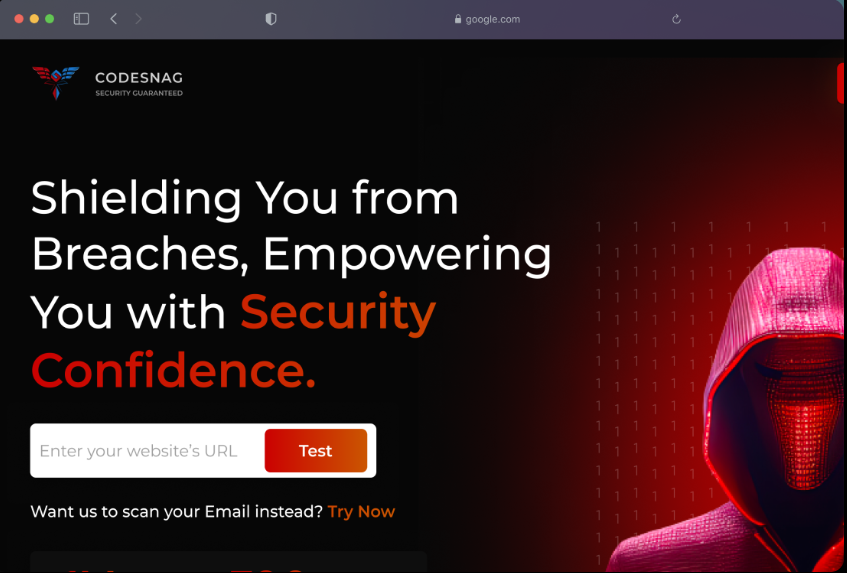 google.com
CODESNAG
SECURITY GUARANTEED
Shielding You from
Breaches, Empowering
You with Security
Confidence.
Enter your website’s URL
Test
Want us to scan your Email instead? Try Now